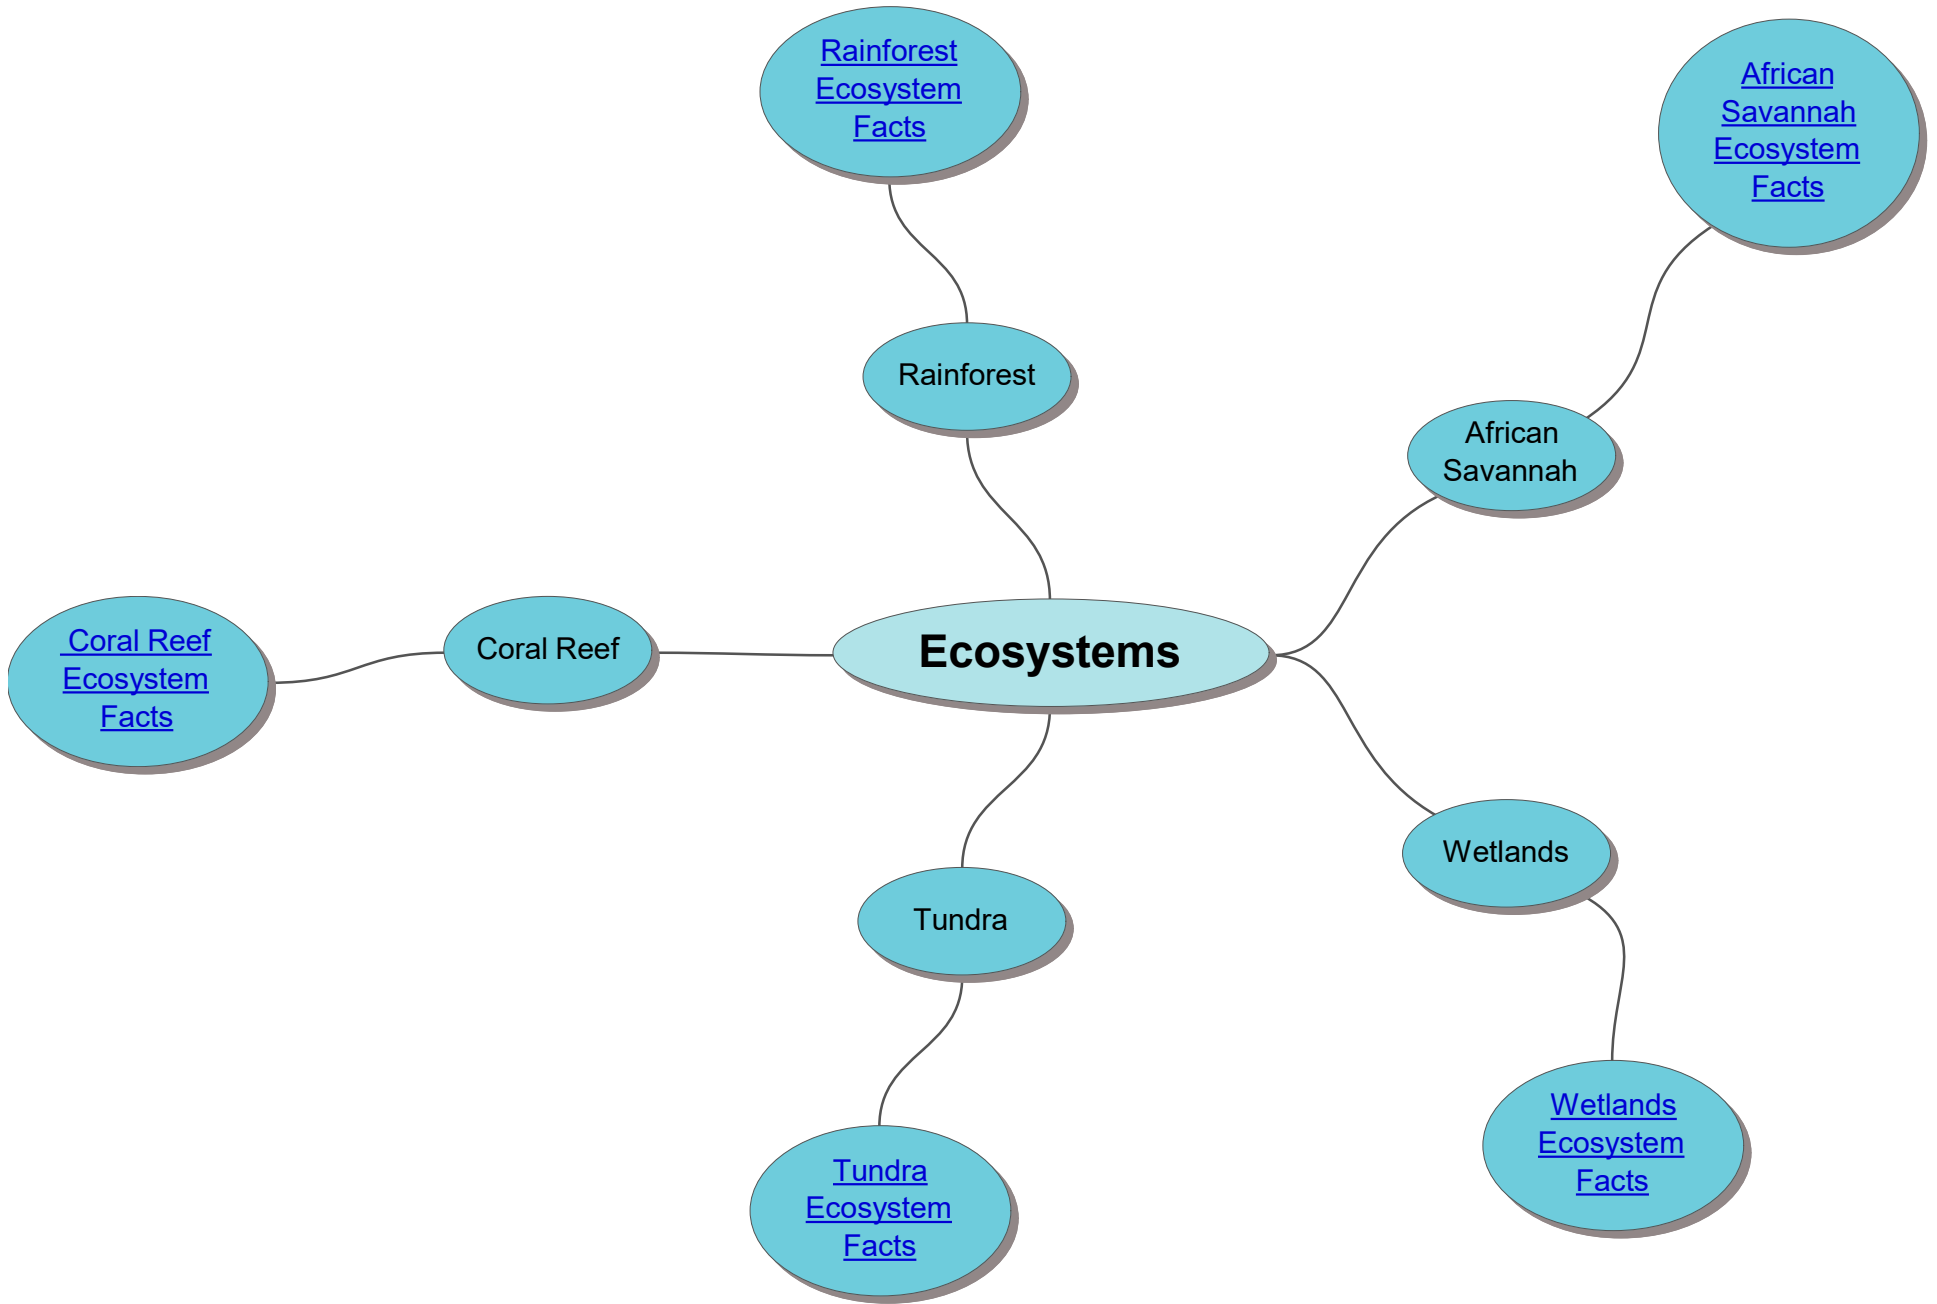 Rainforest
Ecosystem
Facts
African
Savannah
Ecosystem
Facts
Rainforest
African
Savannah
Coral Reef
Ecosystem
Facts
Coral Reef
Ecosystems
Tundra
Wetlands
Tundra
Ecosystem
Facts
Wetlands
Ecosystem
Facts